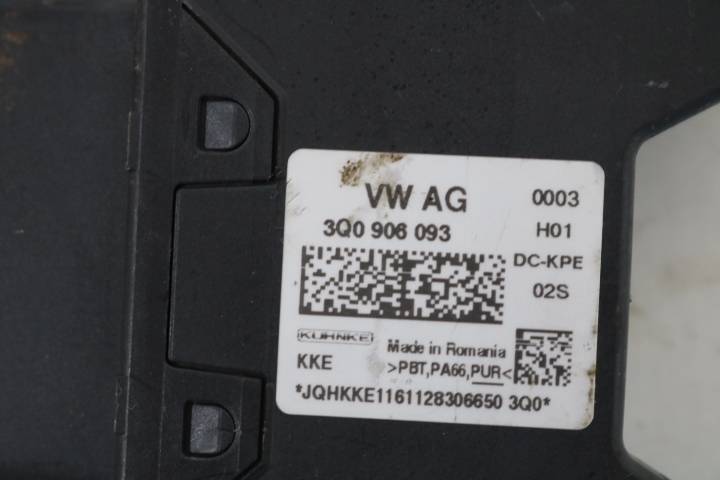 VW AG 0003
3Q0 906 093 H01
DC-KPE
02S
KUHNKE Made in Romania
KKE >PBT,PA66,PUR<
*JQHKKE1161128306650 3Q0*